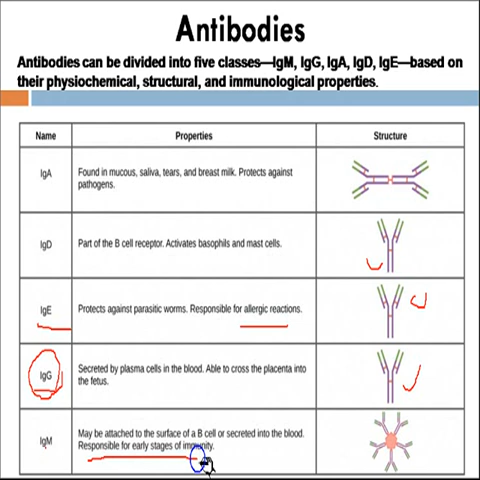 Antibodies
Antibodies can be divided into five classes—IgM, IgG, IgA, IgD, IgE—based on
their physiochemical, structural, and immunological properties.
Name Properties Structure
IgA Found in mucous, saliva, tears, and breast milk. Protects against
pathogens.
IgD Part of the B cell receptor. Activates basophils and mast cells.
IgE Protects against parasitic worms. Responsible for allergic reactions.
IgG Secreted by plasma cells in the blood. Able to cross the placenta into
the fetus.
IgM May be attached to the surface of a B cell or secreted into the blood.
Responsible for early stages of immunity.